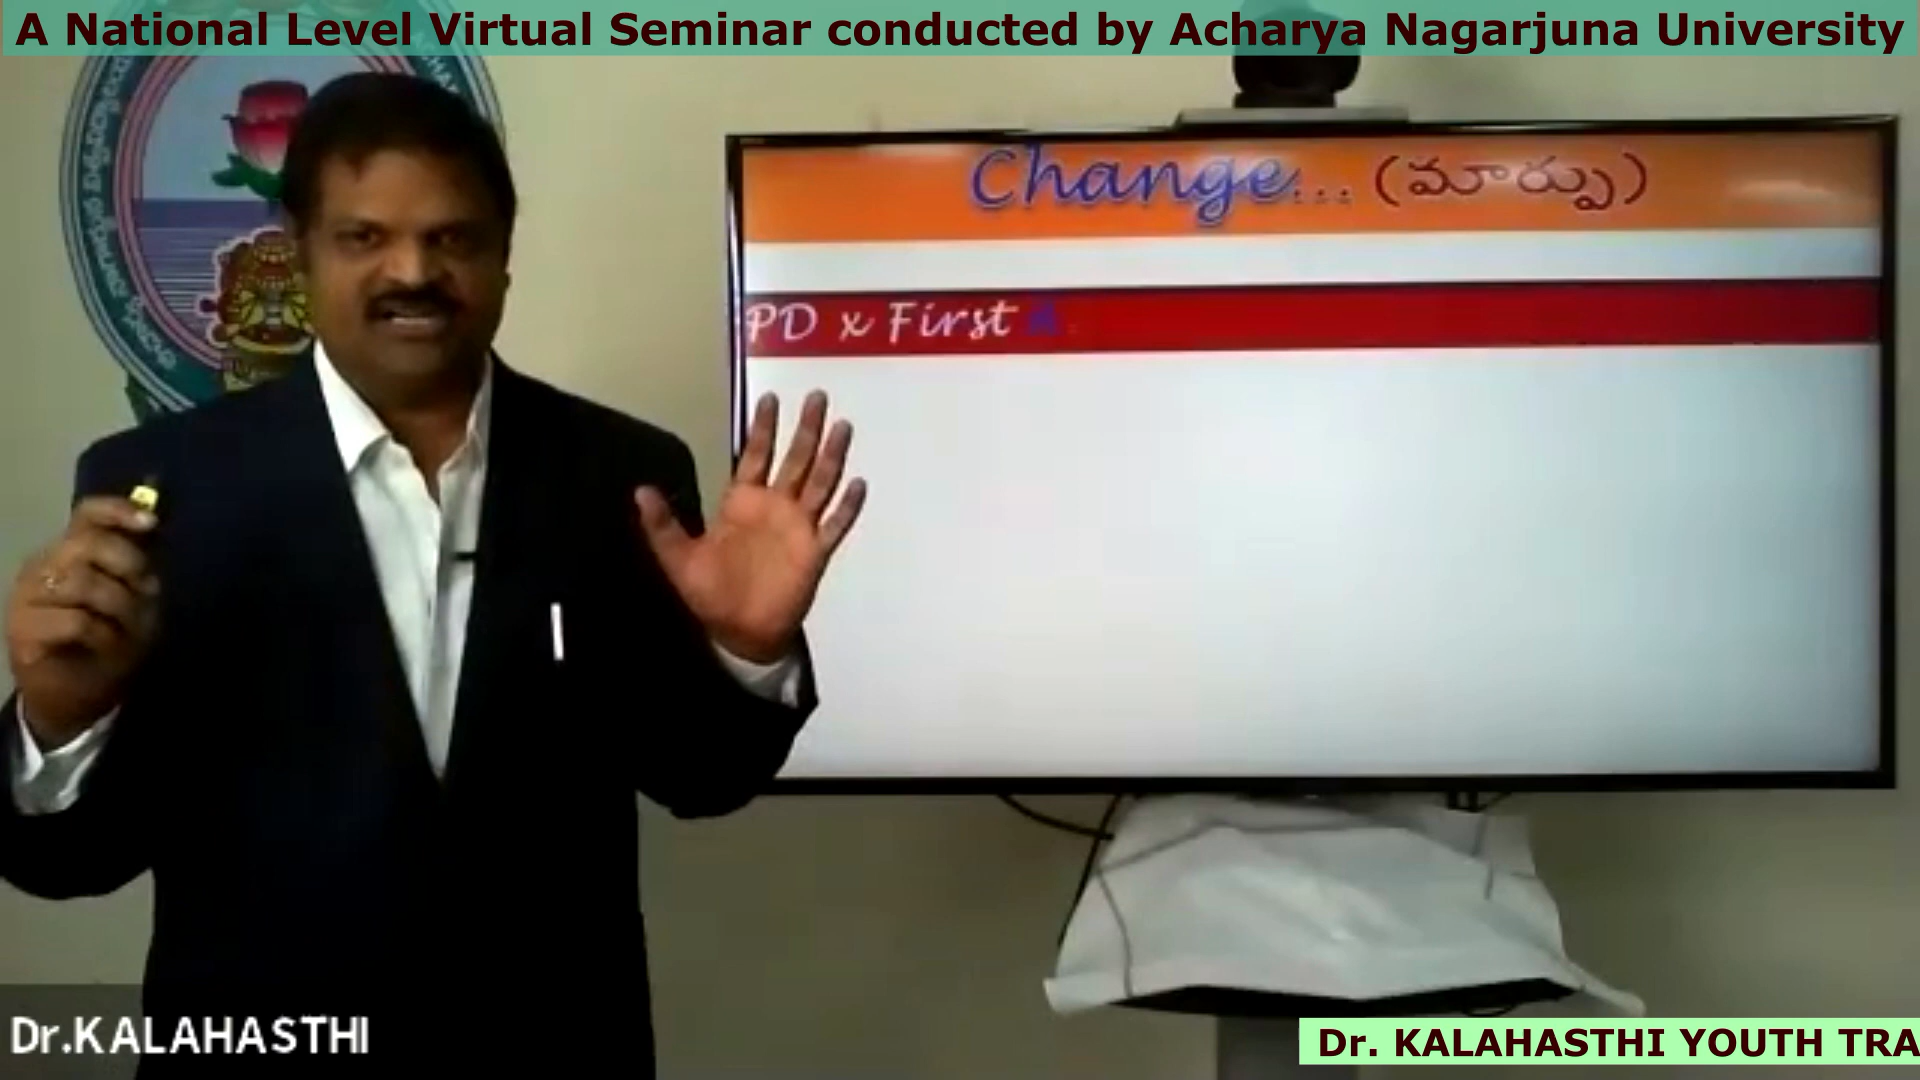 A National Level Virtual Seminar conducted by Acharya Nagarjuna University
Change... (మార్పు)
PD x First
Dr.KALAHASTHI
Dr. KALAHASTHI YOUTH TRA